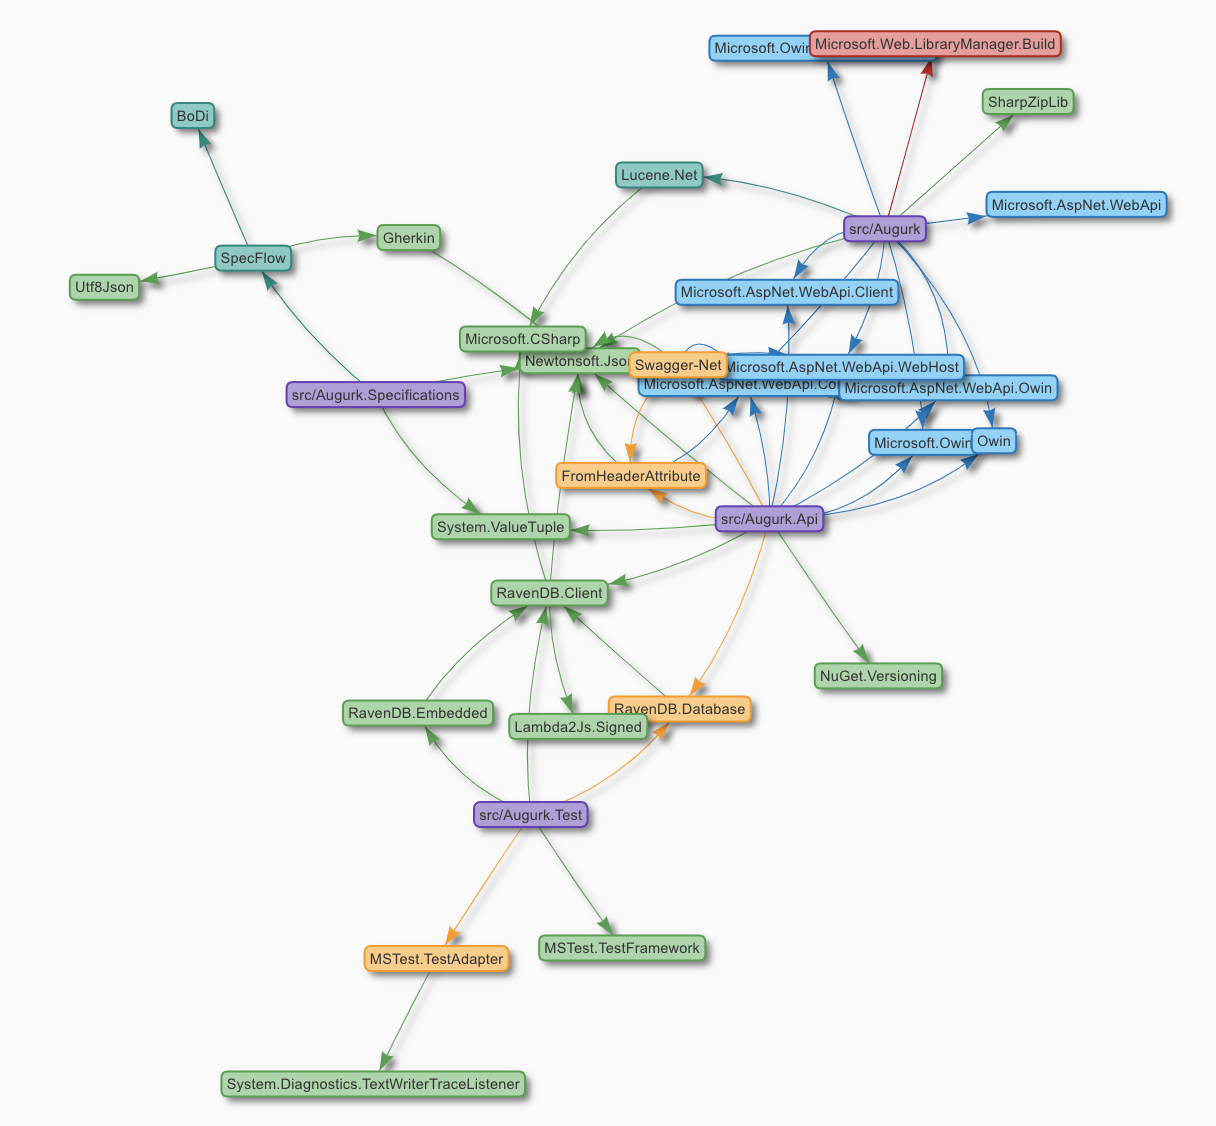 Microsoft.Owin
Microsoft.Web.LibraryManager.Build
SharpZipLib
BoDi
Lucene.Net
Microsoft.AspNet.WebApi
src/Augurk
Gherkin
SpecFlow
Utf8Json
Microsoft.AspNet.WebApi.Client
Microsoft.CSharp
Newtonsoft.Json
Swagger-Net
Microsoft.AspNet.WebApi.WebHost
Microsoft.AspNet.WebApi.Co
Microsoft.AspNet.WebApi.Owin
src/Augurk.Specifications
Microsoft.Owin
Owin
FromHeaderAttribute
src/Augurk.Api
System.ValueTuple
RavenDB.Client
NuGet.Versioning
RavenDB.Embedded
RavenDB.Database
Lambda2Js.Signed
src/Augurk.Test
MSTest.TestFramework
MSTest.TestAdapter
System.Diagnostics.TextWriterTraceListener